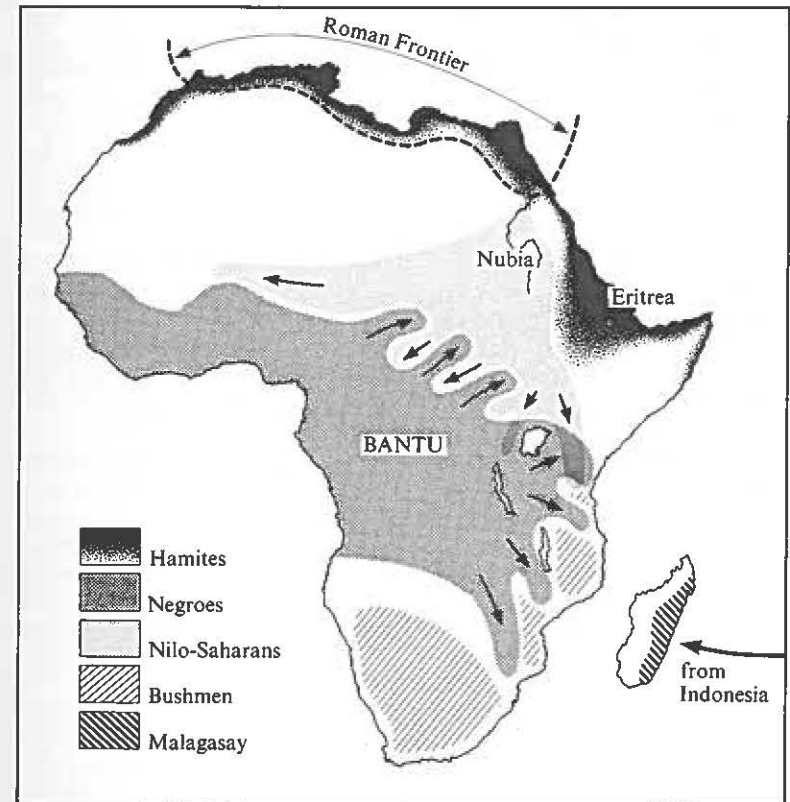 Roman Frontier
Nubia
Eritrea
BANTU
Hamites
Negroes
Nilo-Saharans
Bushmen
Malagasay
from
Indonesia